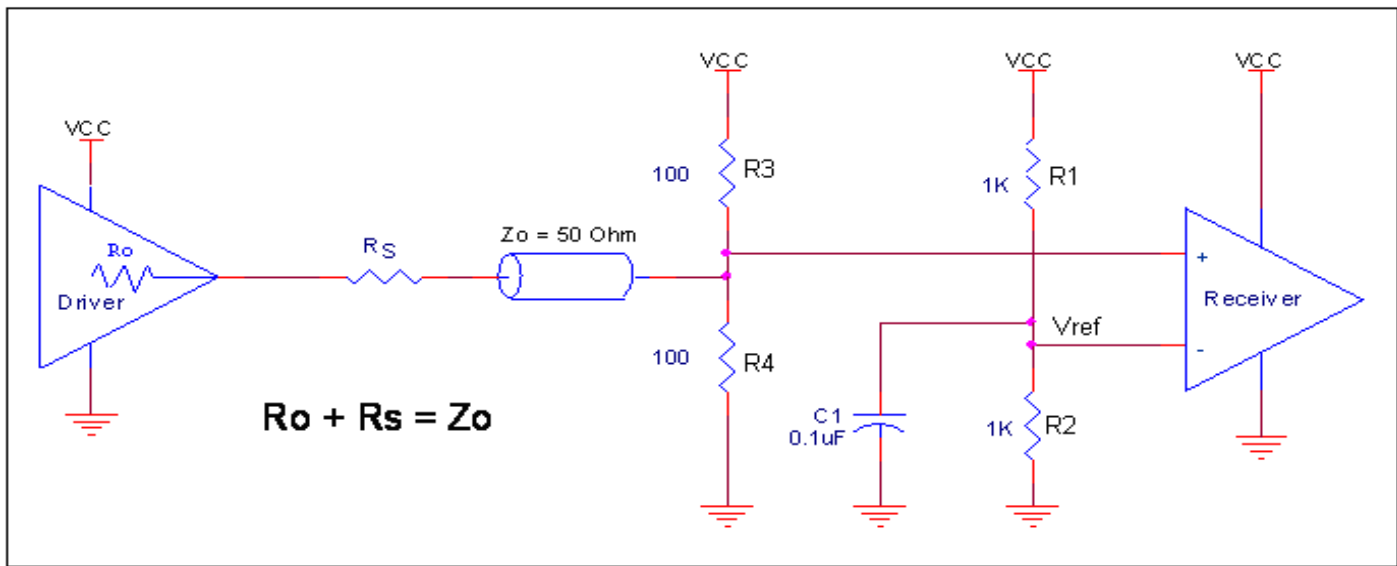 VCC
VCC
VCC
VCC
Ro
Driver
RS
Zo = 50 Ohm
100
R3
1K
R1
+
Receiver
-
Vref
100
R4
C1
0.1uF
1K
R2
Ro + Rs = Zo